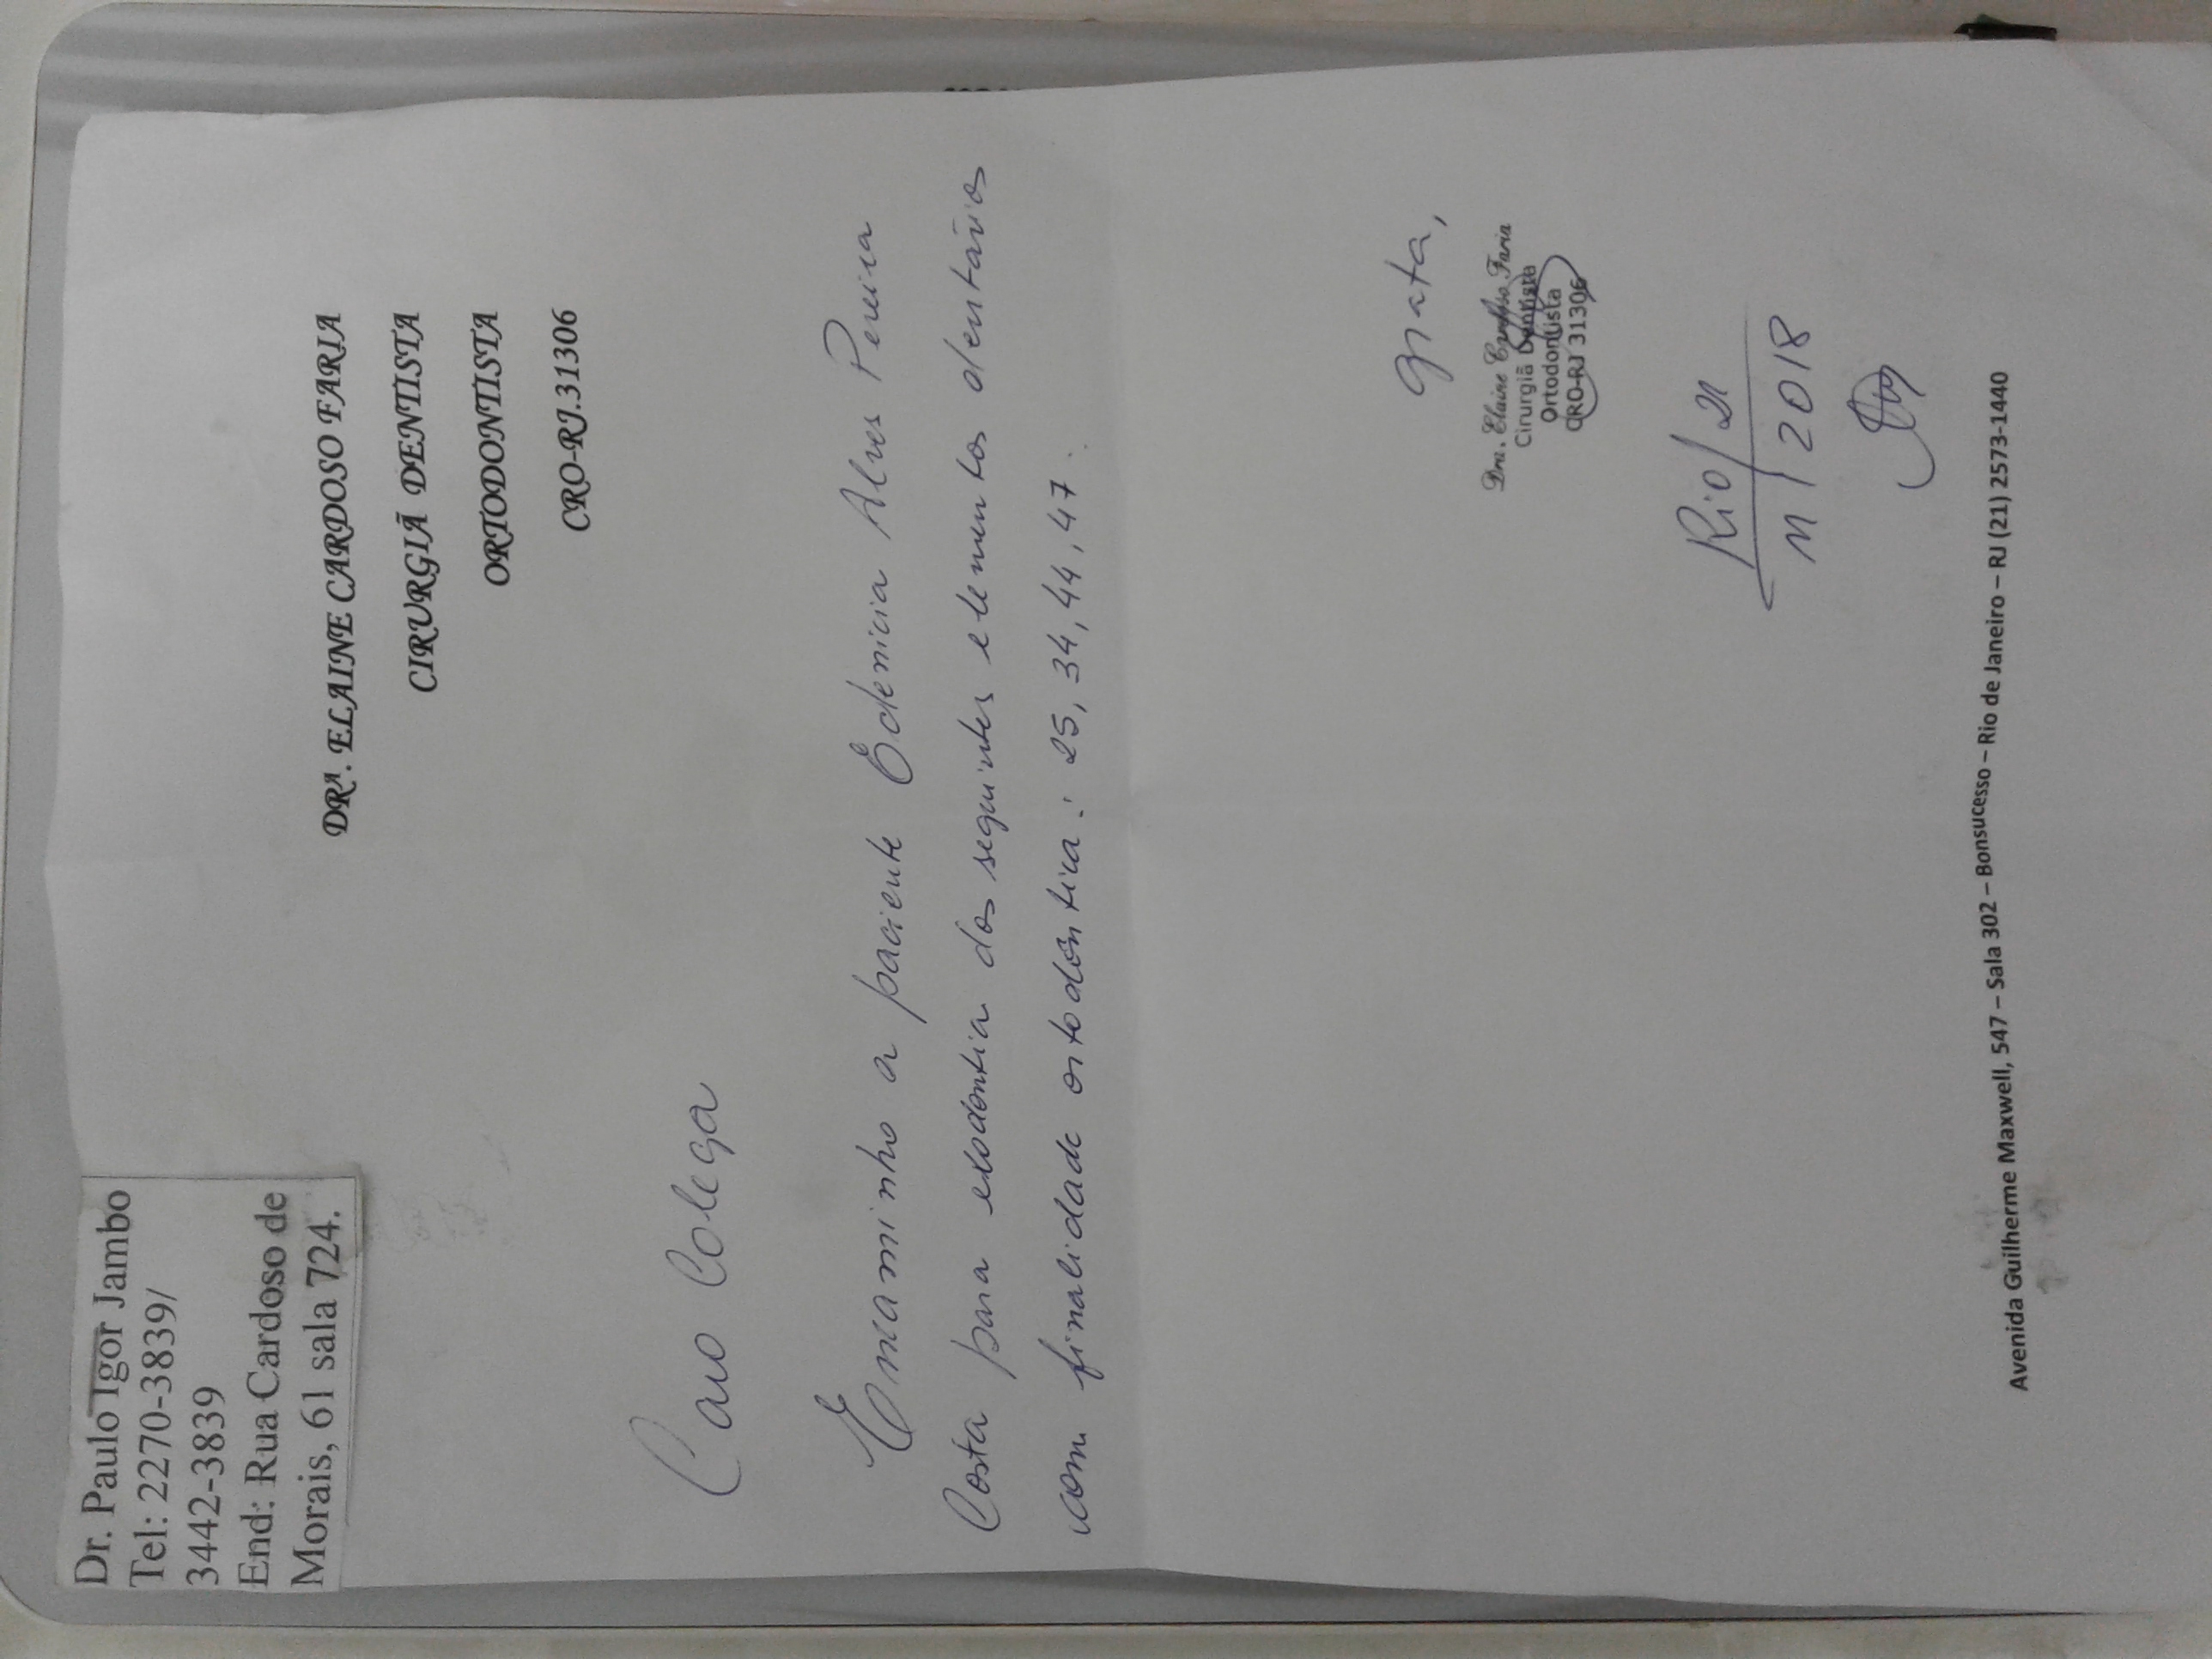 Dr. Paulo Igor Jambo
Tel: 2270-3839/
3442-3839
End: Rua Cardoso de
Morais, 61 sala 724.
DRª. ELAINE CARDOSO FARIA
CIRURGIÃ DENTISTA
ORTODONTISTA
CRO-RJ.31306
Caro Colega
Encaminho a paciente Edenicia Alves Pereira
Costa para exodontia dos seguintes elementos dentários
com finalidade ortodôntica: 25, 34, 44, 47.
Grata,
Dra. Elaine Cardoso Faria
Cirurgiã Dentista
Ortodontista
CRO-RJ 31306
Rio/ 21
11 / 2018
Avenida Guilherme Maxwell, 547 – Sala 302 – Bonsucesso – Rio de Janeiro – RJ (21) 2573-1440